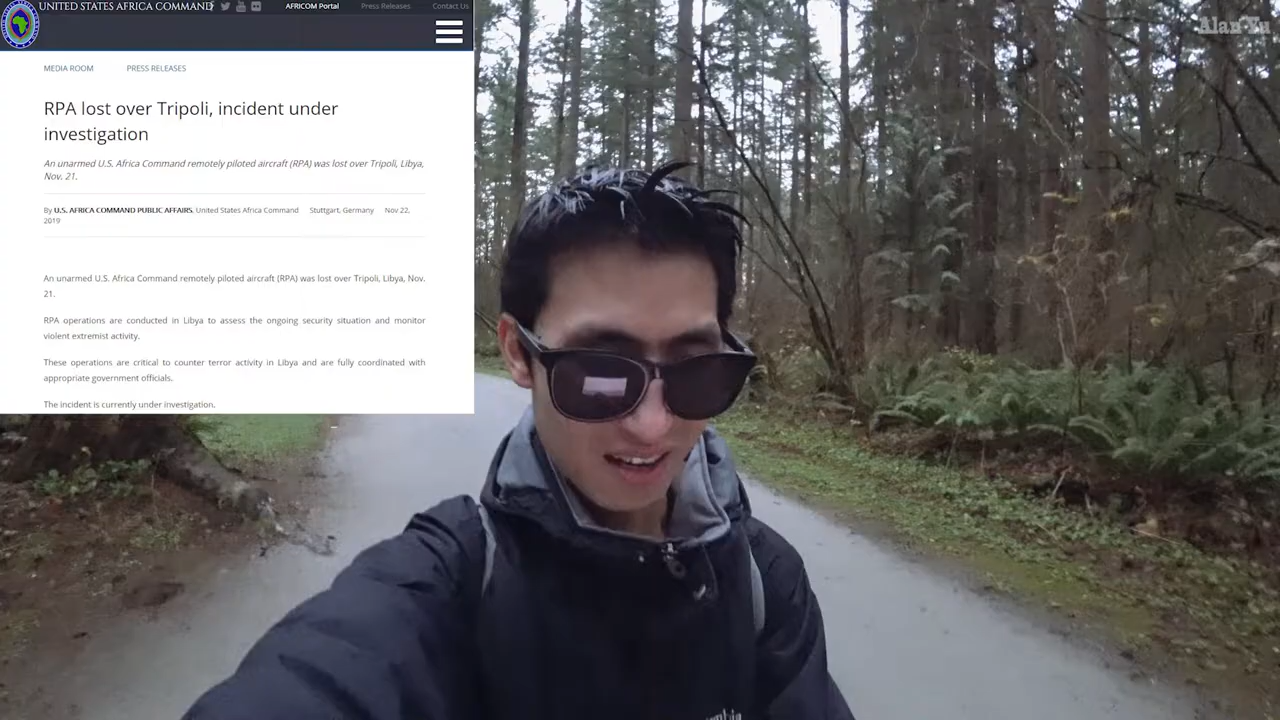 UNITED STATES AFRICA COMMAND
AFRICOM Portal Press Releases Contact Us
MEDIA ROOM PRESS RELEASES
RPA lost over Tripoli, incident under
investigation
An unarmed U.S. Africa Command remotely piloted aircraft (RPA) was lost over Tripoli, Libya,
Nov. 21.
By U.S. AFRICA COMMAND PUBLIC AFFAIRS, United States Africa Command Stuttgart, Germany Nov 22,
2019
An unarmed U.S. Africa Command remotely piloted aircraft (RPA) was lost over Tripoli, Libya, Nov.
21.
RPA operations are conducted in Libya to assess the ongoing security situation and monitor
violent extremist activity.
These operations are critical to counter terror activity in Libya and are fully coordinated with
appropriate government officials.
The incident is currently under investigation.
Alan Yu